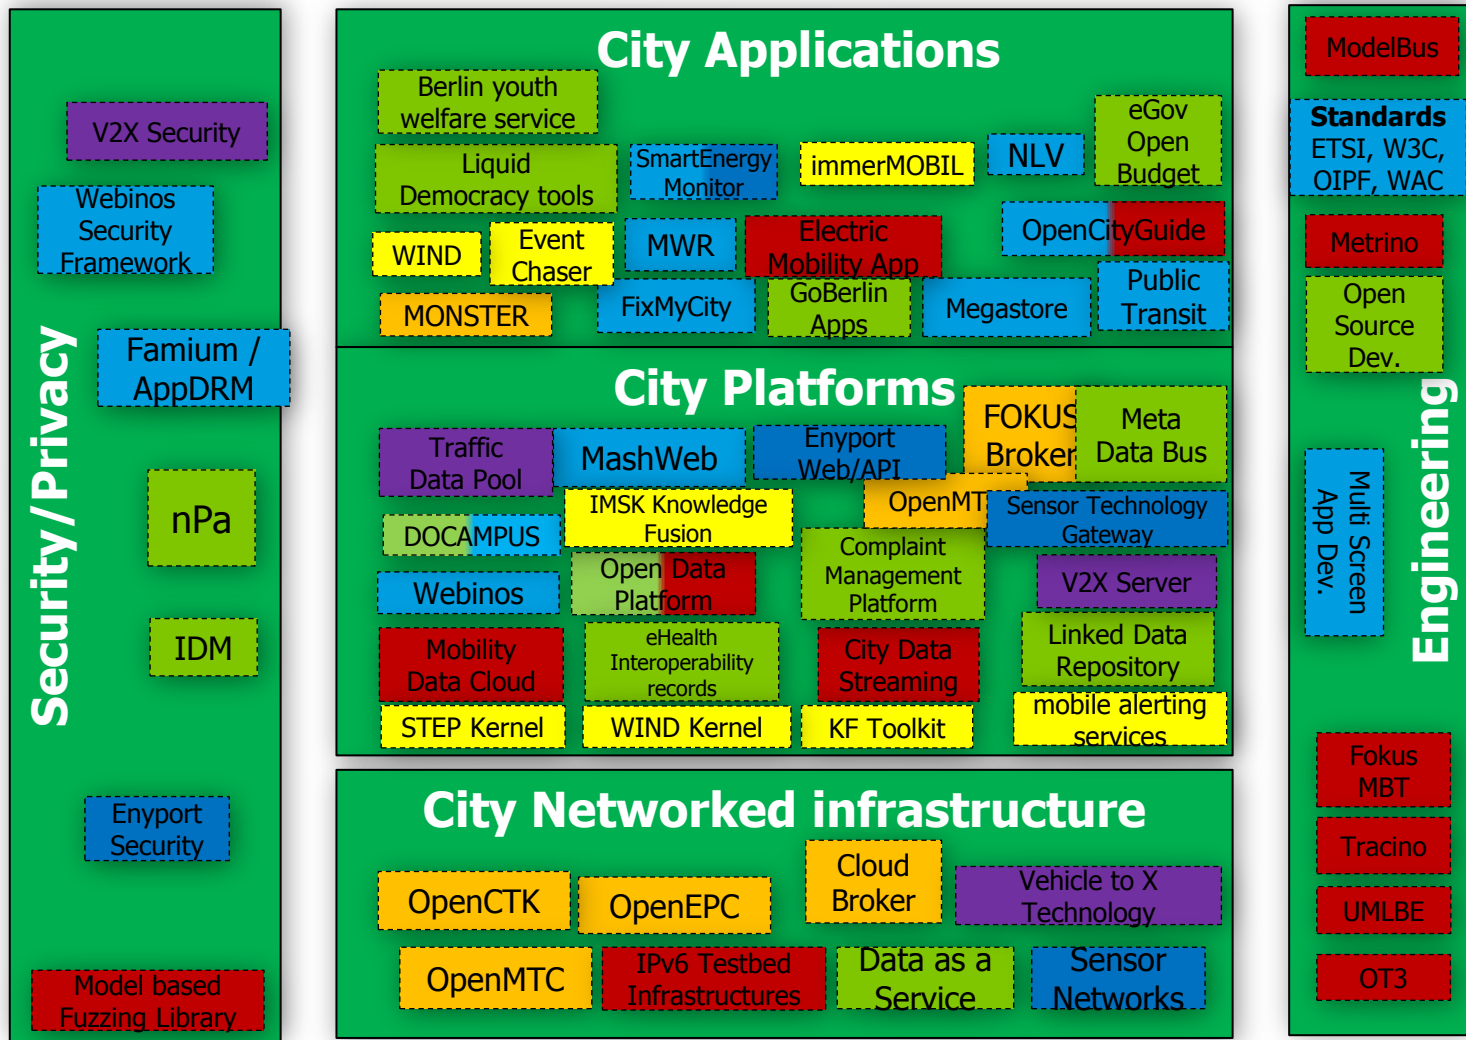 Security/Privacy
V2X Security
Webinos
Security
Framework
Famium /
AppDRM
nPa
IDM
Enyport
Security
Model based
Fuzzing Library
City Applications
Berlin youth
welfare service
Liquid
Democracy tools
SmartEnergy
Monitor
immerMOBIL
NLV
eGov
Open
Budget
WIND
Event
Chaser
MWR
Electric
Mobility App
OpenCityGuide
MONSTER
FixMyCity
GoBerlin
Apps
Megastore
Public
Transit
City Platforms
Traffic
Data Pool
MashWeb
Enyport
Web/API
FOKUS
Broker
Meta
Data Bus
DOCAMPUS
IMSK Knowledge
Fusion
OpenMT
Sensor Technology
Gateway
Webinos
Open Data
Platform
Complaint
Management
Platform
V2X Server
Mobility
Data Cloud
eHealth
Interoperability
records
City Data
Streaming
Linked Data
Repository
STEP Kernel
WIND Kernel
KF Toolkit
mobile alerting
services
City Networked infrastructure
OpenCTK
OpenEPC
Cloud
Broker
Vehicle to X
Technology
OpenMTC
IPv6 Testbed
Infrastructures
Data as a
Service
Sensor
Networks
Engineering
ModelBus
Standards
ETSI, W3C,
OIPF, WAC
Metrino
Open
Source
Dev.
Multi Screen
App Dev.
Fokus
MBT
Tracino
UMLBE
OT3